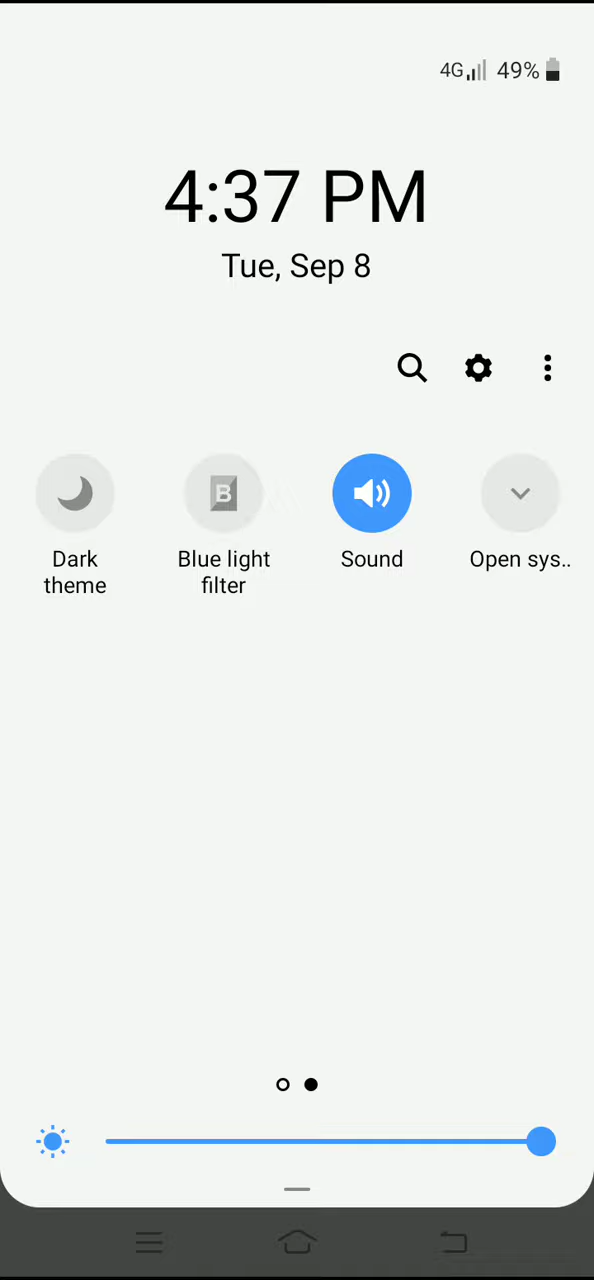 4G 49%
4:37 PM
Tue, Sep 8
B
Dark
theme
Blue light
filter
Sound
Open sys..